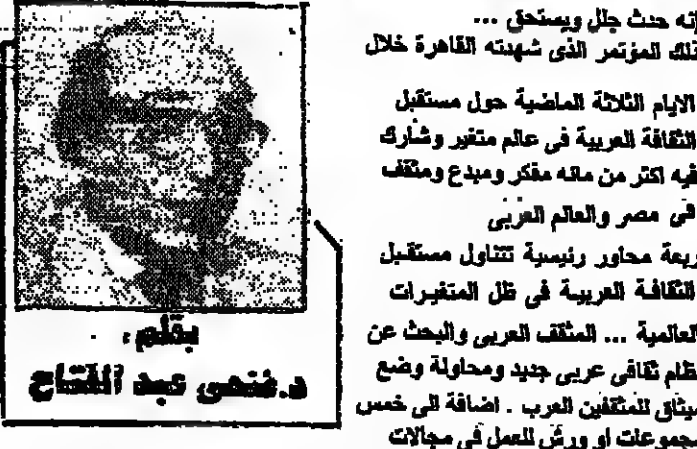 إنه حدث جلل ويستحق ...
ذلك المؤتمر الذى شهدته القاهرة خلال
الايام الثلاثة الماضية حول مستقبل
الثقافة العربية فى عالم متغير وشارك
فيه اكثر من مائه مفكر ومبدع ومثقف
فى مصر والعالم العربى
ربعة محاور رئيسية تتناول مستقبل
الثقافة العربية فى ظل المتغيرات
العالمية ... المثقف العربى والبحث عن
نظام ثقافى عربى جديد ومحاولة وضع
ميثاق للمثقفين العرب . اضافة الى خمس
مجموعات او ورش للعمل فى مجالات
بقلم :
د. فتحى عبد الفتاح